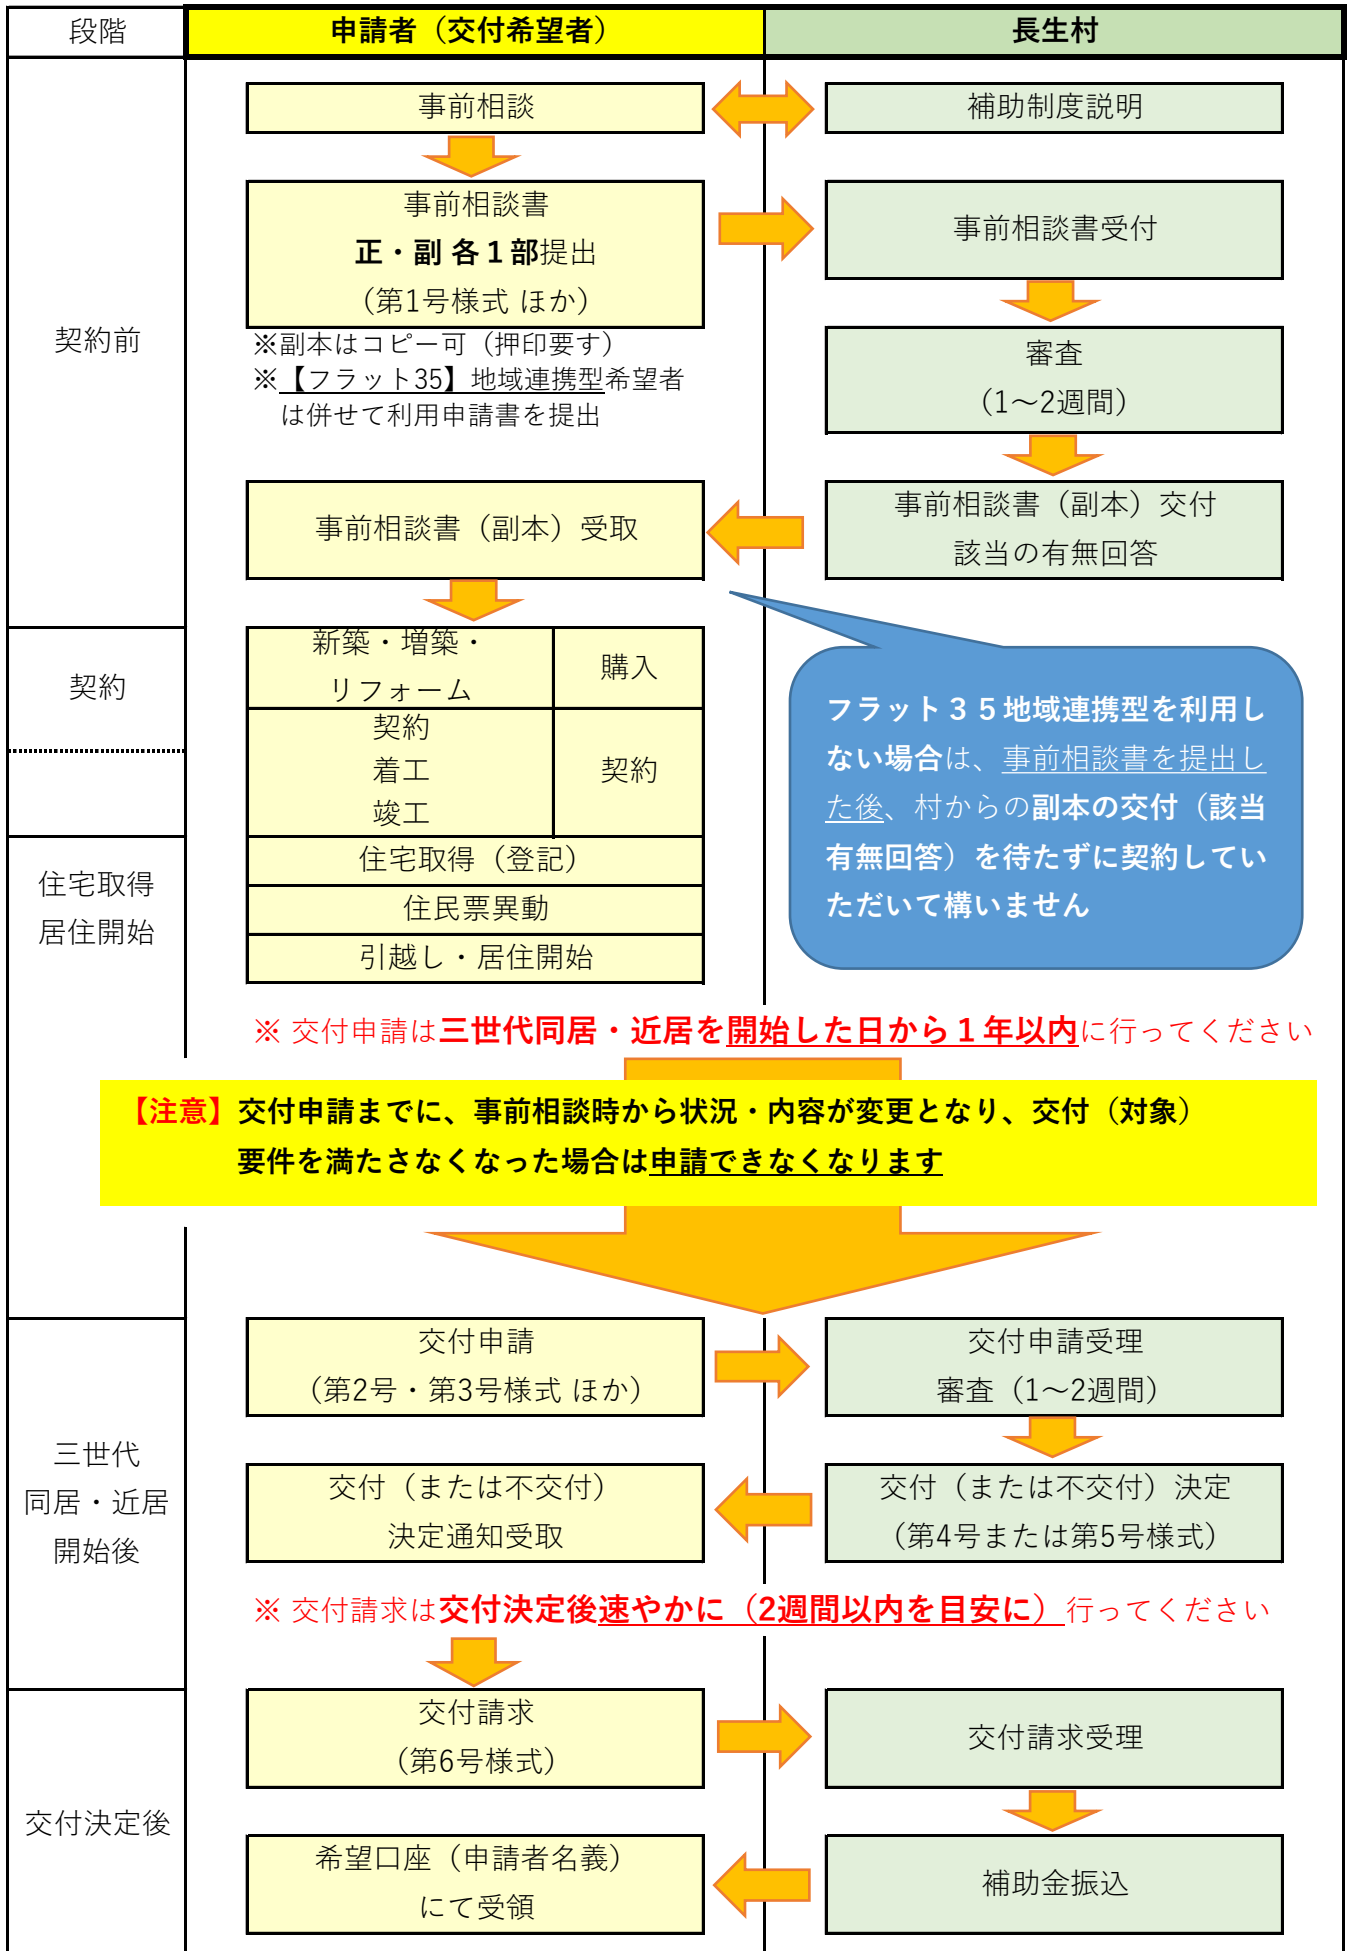 段階
申請者（交付希望者）
長生村
契約前
事前相談
補助制度説明
事前相談書
正・副 各１部提出
（第1号様式 ほか）
事前相談書受付
※副本はコピー可（押印要す）
※【フラット35】地域連携型希望者
は併せて利用申請書を提出
審査
（1～2週間）
事前相談書（副本）受取
事前相談書（副本）交付
該当の有無回答
契約
新築・増築・
リフォーム
購入
契約
着工
竣工
契約
フラット３５地域連携型を利用し
ない場合は、事前相談書を提出し
た後、村からの副本の交付（該当
有無回答）を待たずに契約してい
ただいて構いません
住宅取得
居住開始
住宅取得（登記）
住民票異動
引越し・居住開始
※ 交付申請は三世代同居・近居を開始した日から１年以内に行ってください
【注意】交付申請までに、事前相談時から状況・内容が変更となり、交付（対象）
要件を満たさなくなった場合は申請できなくなります
三世代
同居・近居
開始後
交付申請
（第2号・第3号様式 ほか）
交付申請受理
審査（1～2週間）
交付（または不交付）
決定通知受取
交付（または不交付）決定
（第4号または第5号様式）
※ 交付請求は交付決定後速やかに（2週間以内を目安に）行ってください
交付決定後
交付請求
（第6号様式）
交付請求受理
希望口座（申請者名義）
にて受領
補助金振込